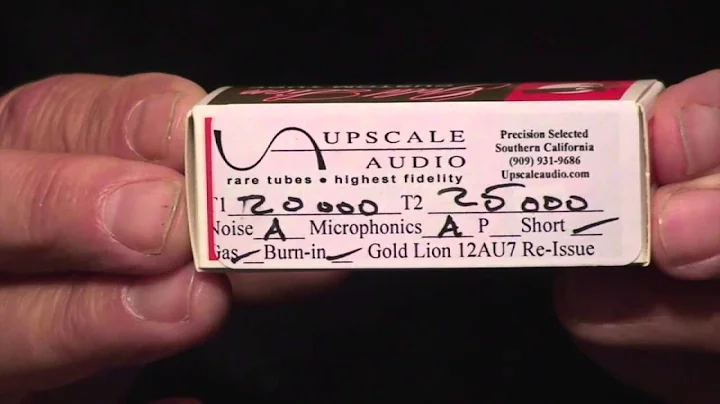 UPSCALE
AUDIO
rare tubes • highest fidelity
Precision Selected
Southern California
(909) 931-9686
Upscaleaudio.com
T1 20000 T2 25000
Noise A Microphonics A P Short
Gas Burn-in Gold Lion 12AU7 Re-Issue